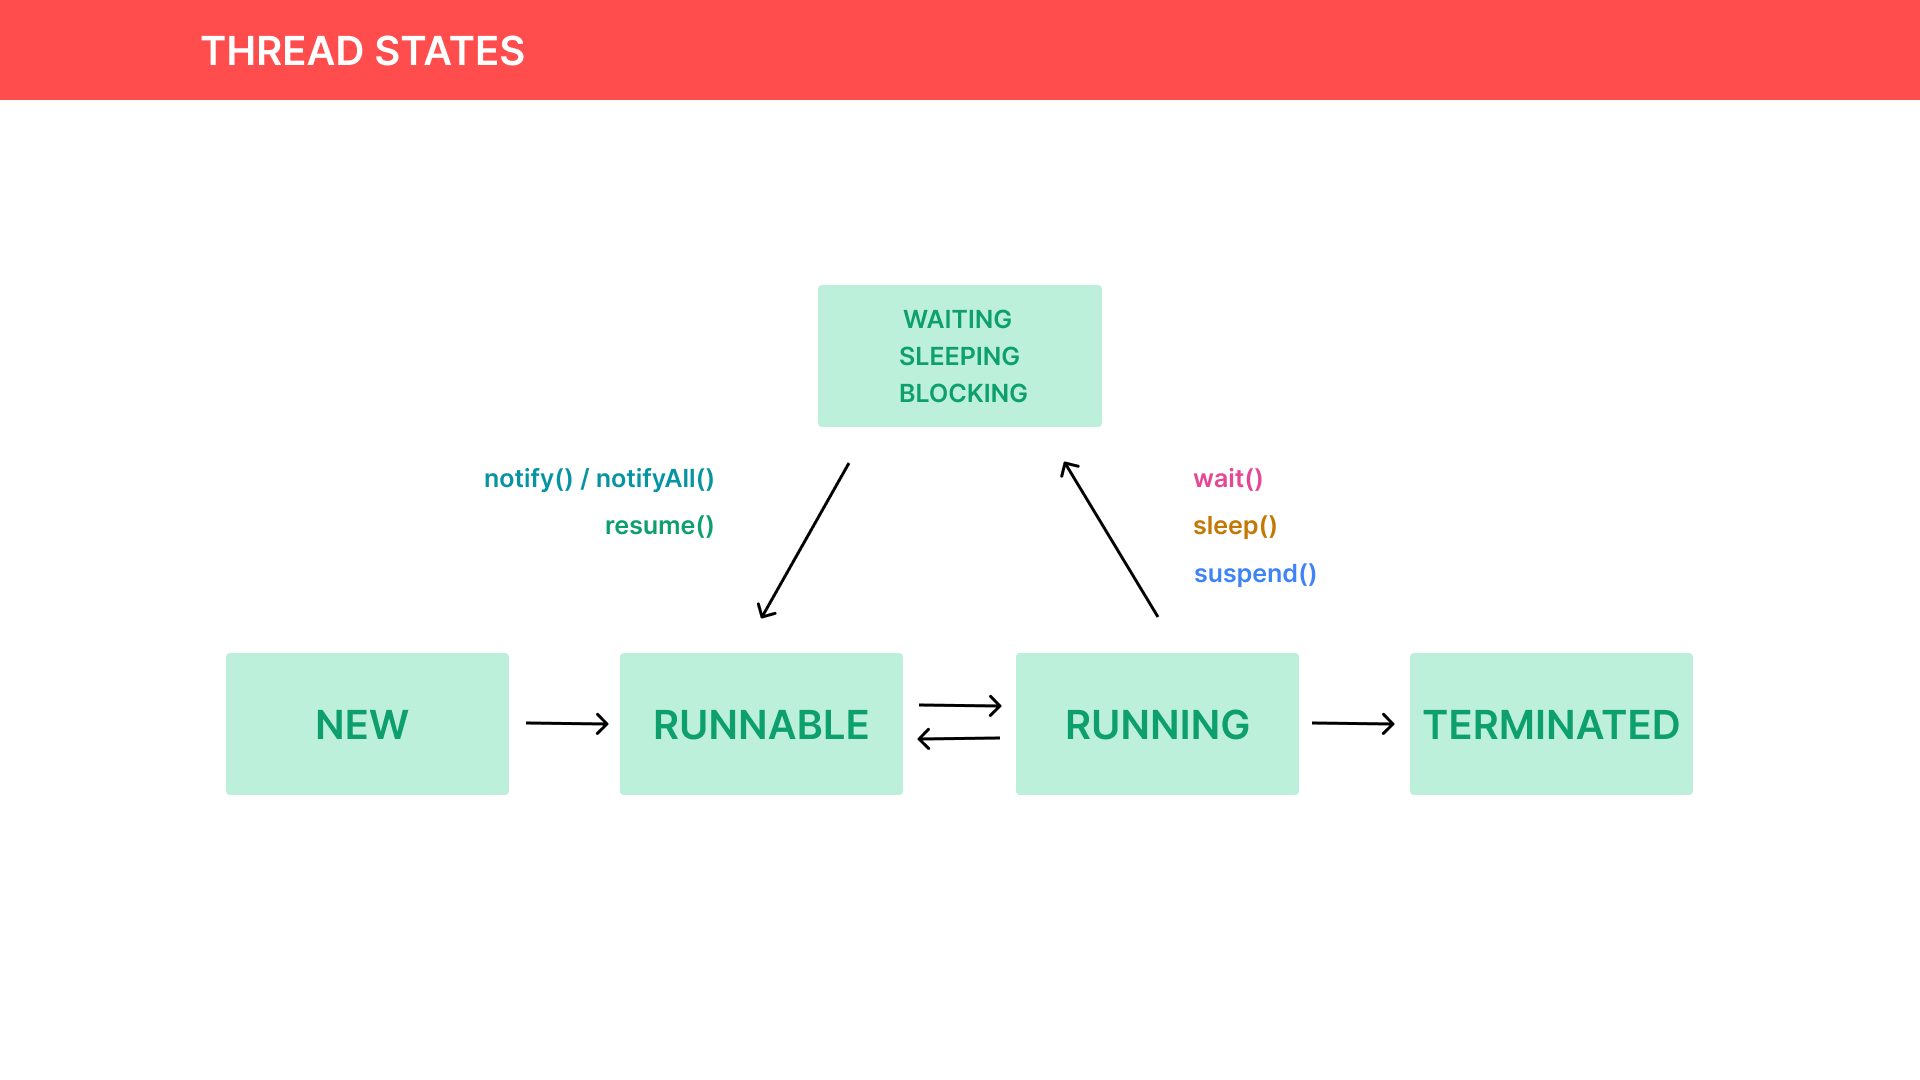 THREAD STATES
WAITING
SLEEPING
BLOCKING
notify() / notifyAll()
resume()
wait()
sleep()
suspend()
NEW
RUNNABLE
RUNNING
TERMINATED